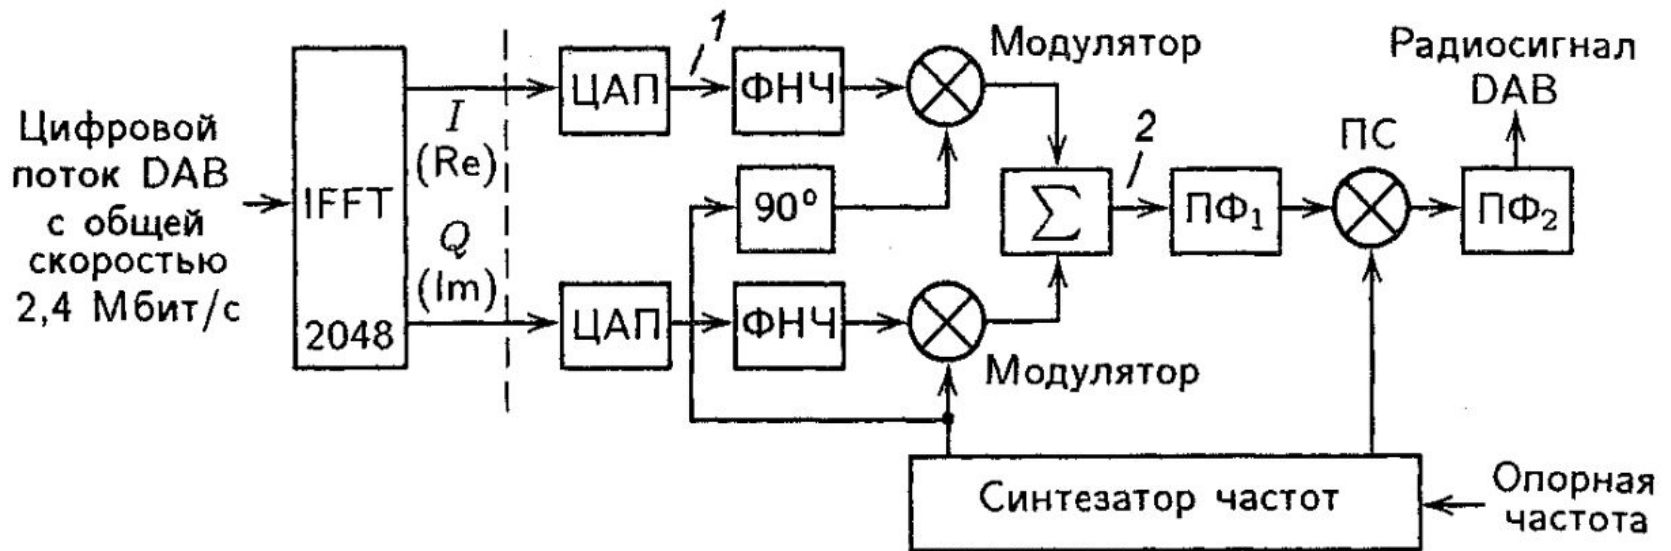 Цифровой
поток DAB
с общей
скоростью
2,4 Мбит/с
IFFT
2048
I
(Re)
Q
(Im)
ЦАП
1
ФНЧ
Модулятор
90°
ЦАП
ФНЧ
Модулятор
Σ
2
ПФ₁
ПС
ПФ₂
Радиосигнал
DAB
Синтезатор частот
Опорная
частота